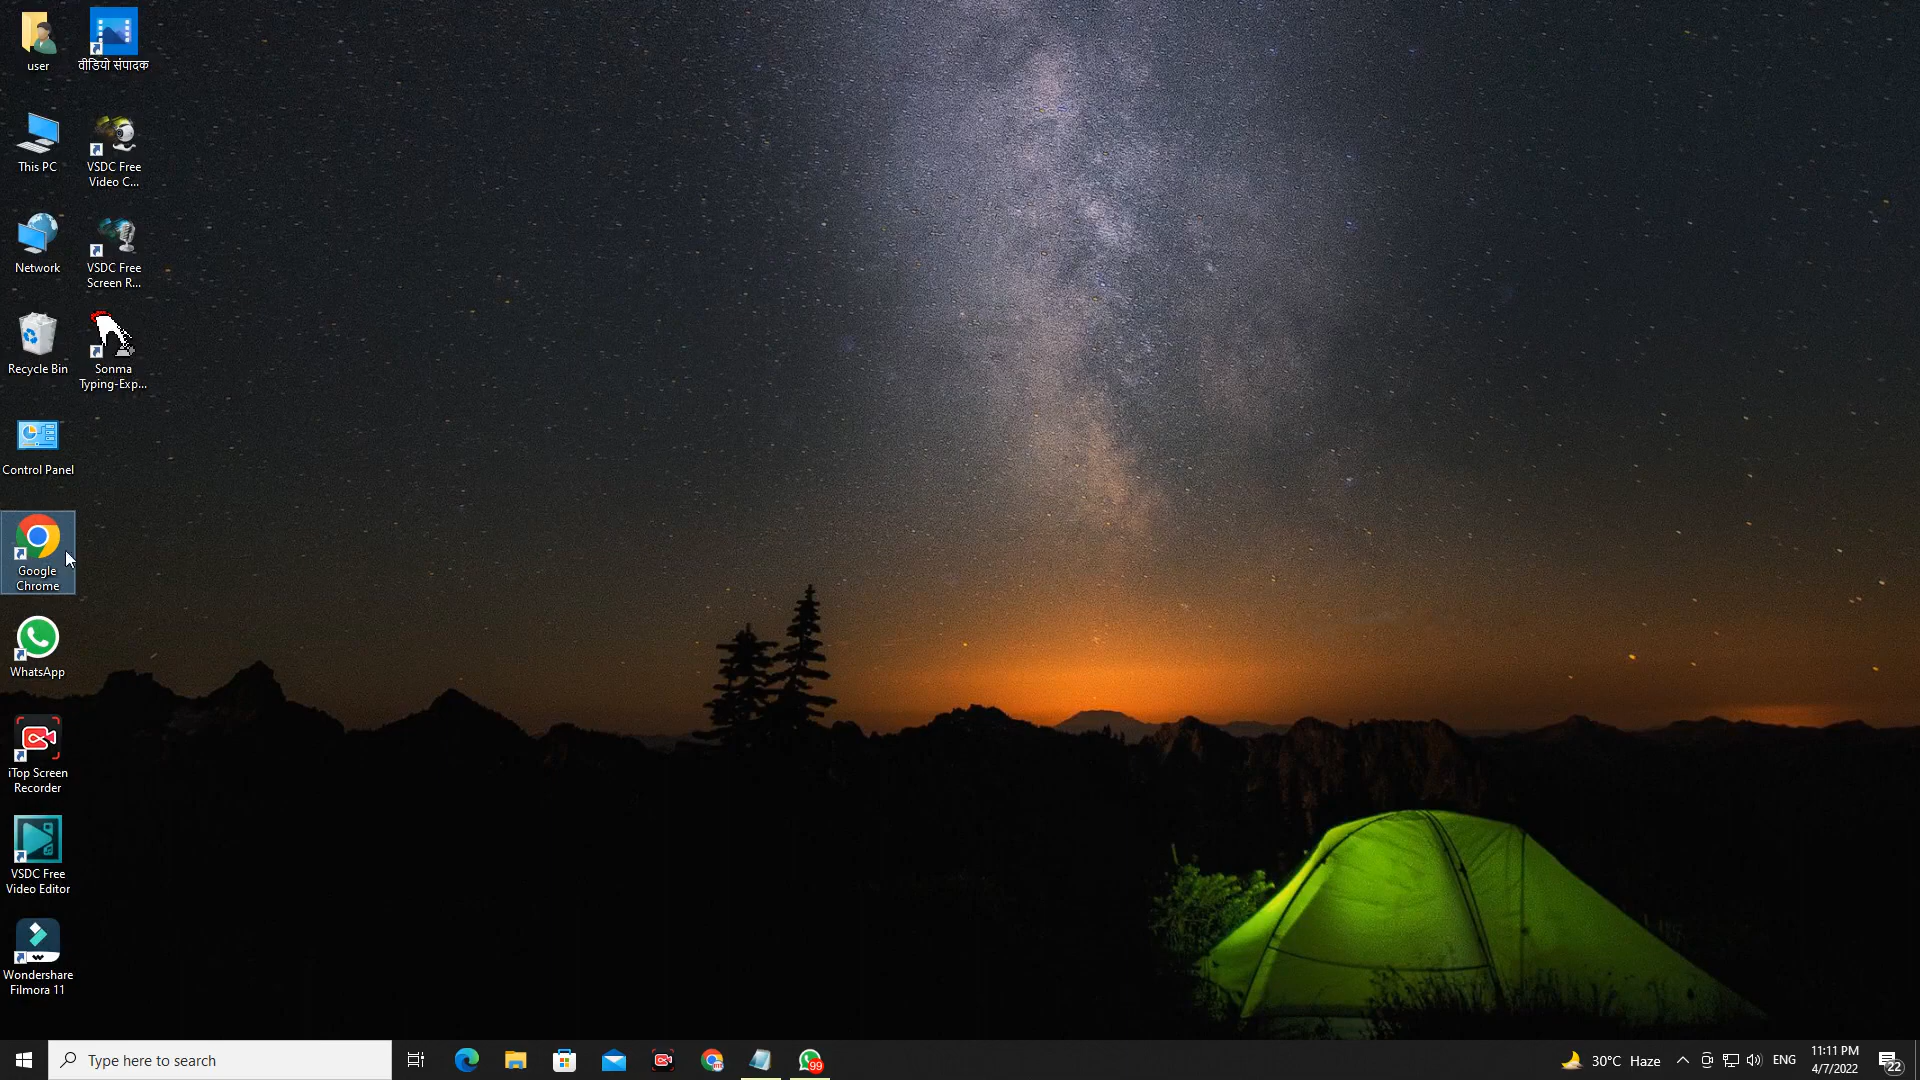 user
वीडियो संपादक
This PC
VSDC Free
Video C...
Network
VSDC Free
Screen R...
Recycle Bin
Sonma
Typing-Exp...
Control Panel
Google
Chrome
WhatsApp
iTop Screen
Recorder
VSDC Free
Video Editor
Wondershare
Filmora 11
Type here to search
99
30°C Haze
ENG
11:11 PM
4/7/2022
22